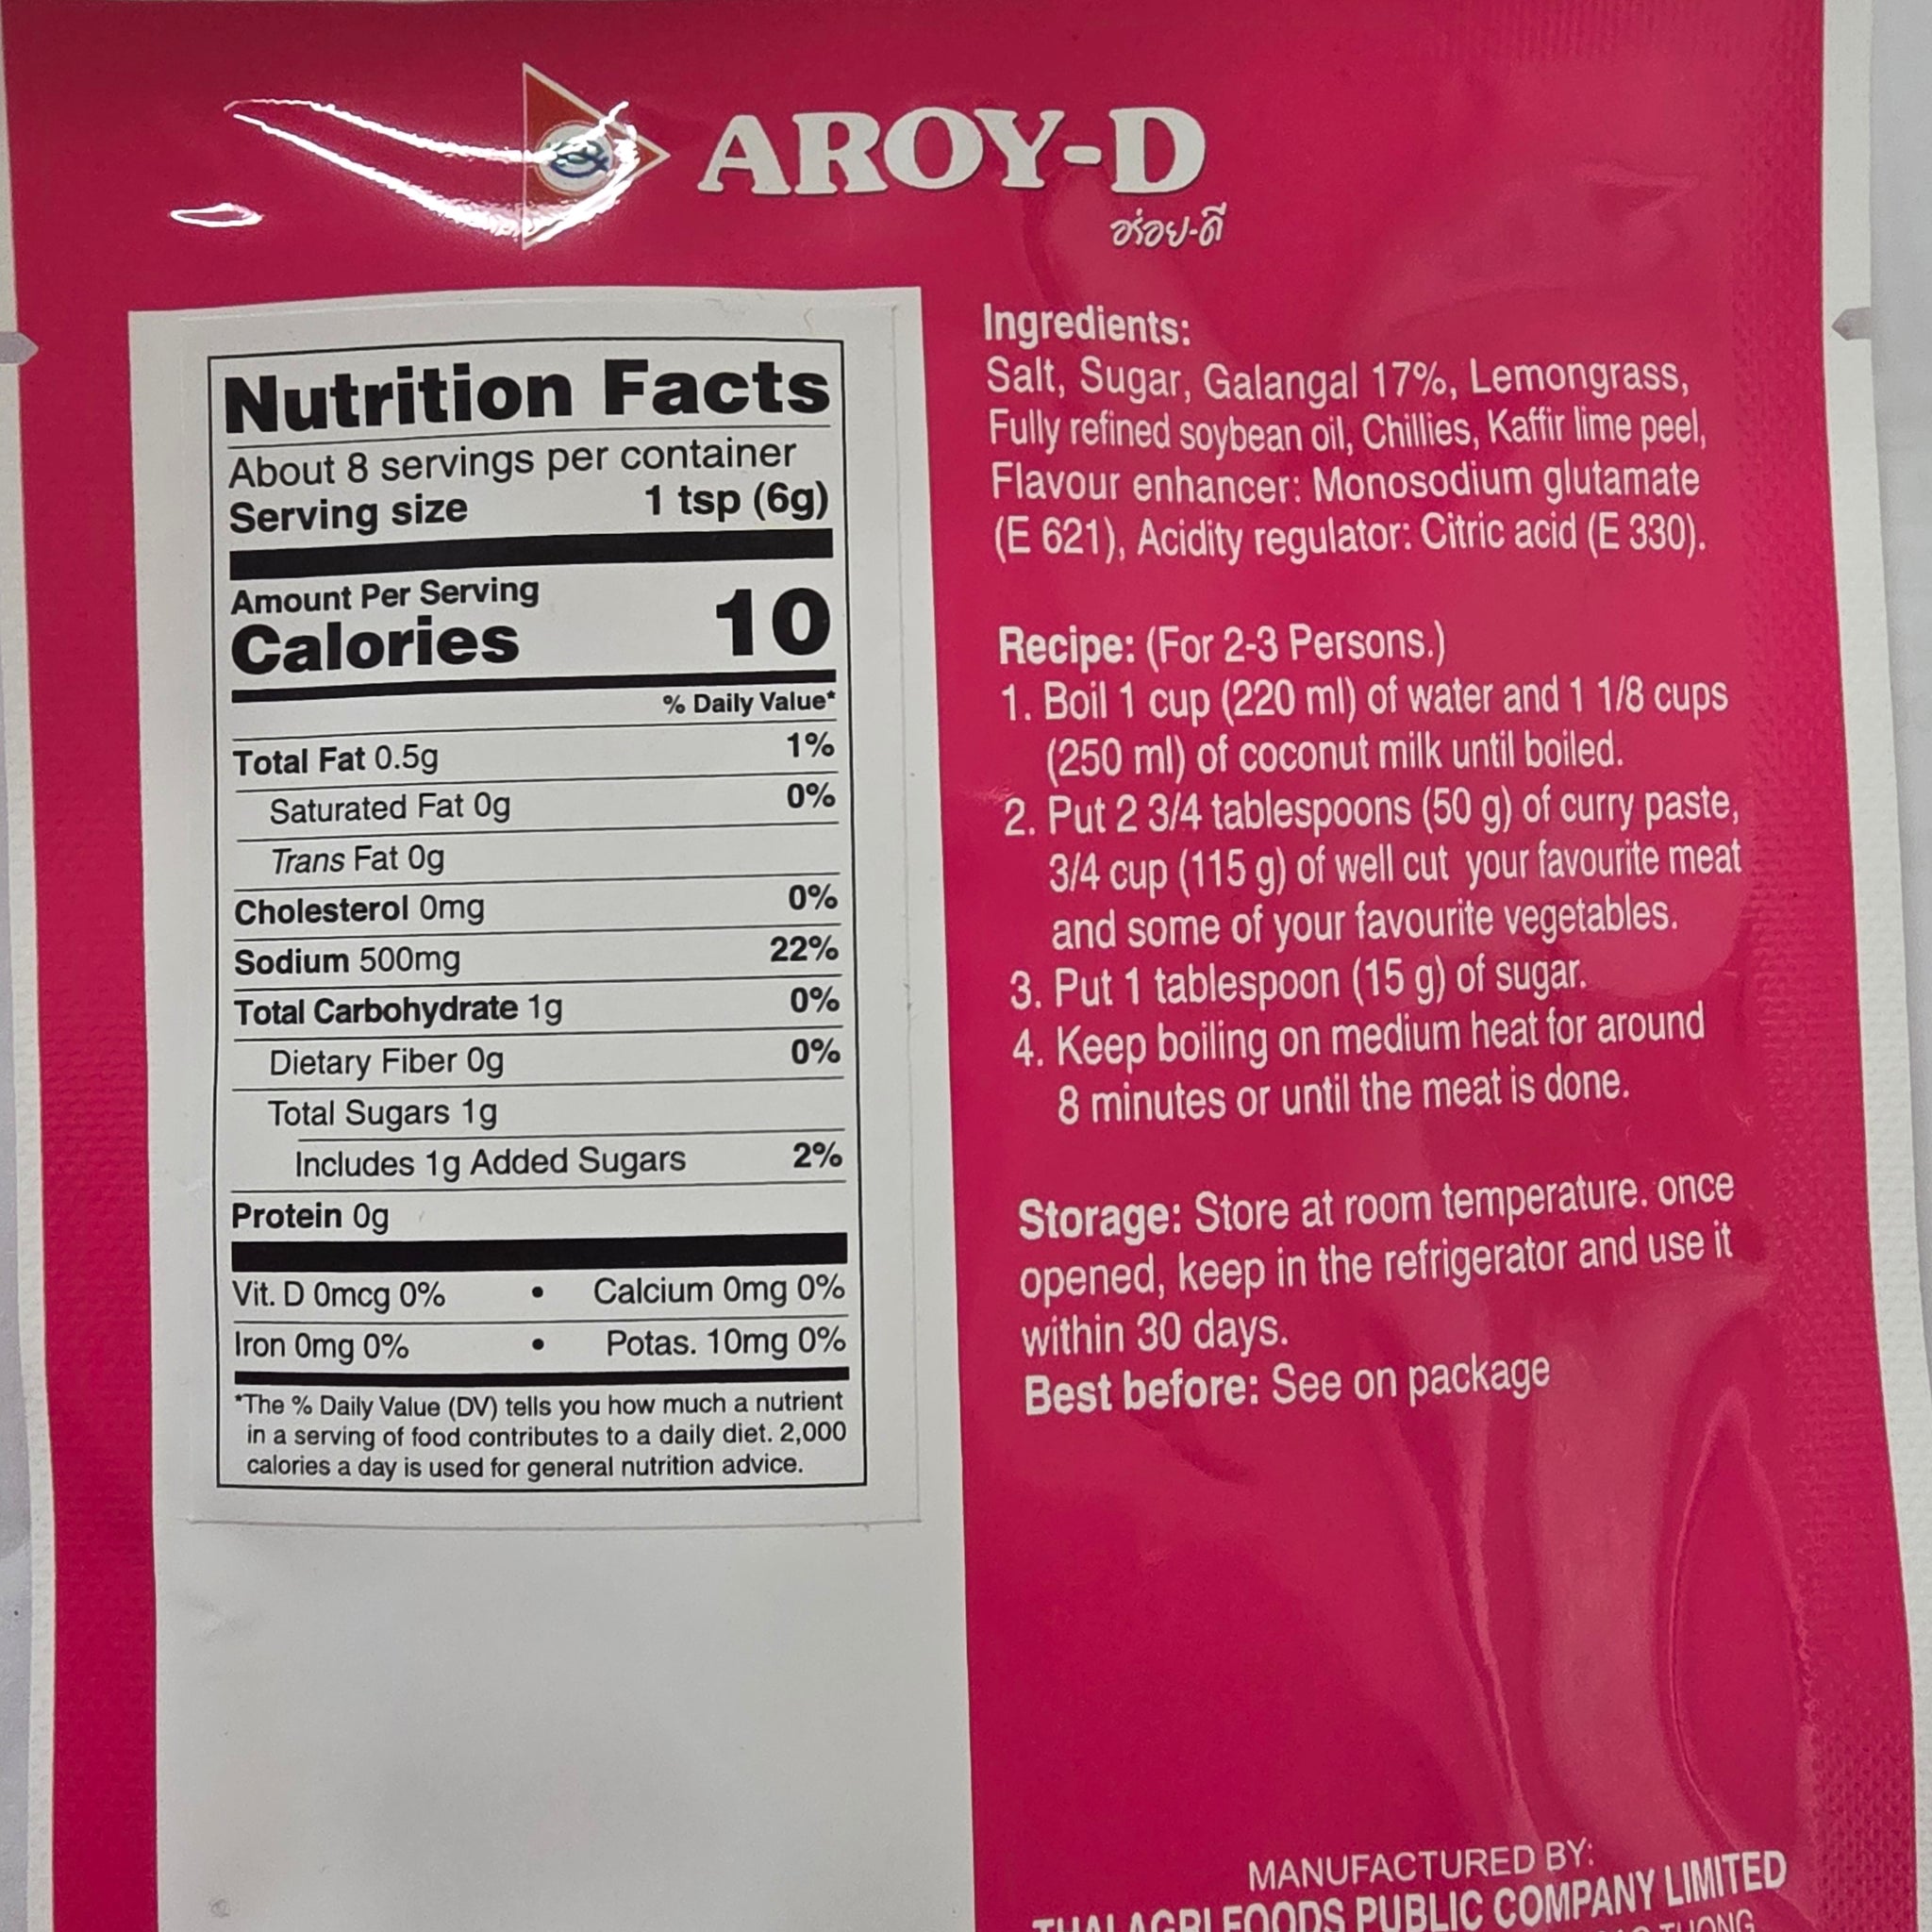 AROY-D
อร่อย-ดี
Nutrition Facts
About 8 servings per container
Serving size 1 tsp (6g)
Amount Per Serving
Calories 10
% Daily Value*
Total Fat 0.5g 1%
Saturated Fat 0g 0%
Trans Fat 0g
Cholesterol 0mg 0%
Sodium 500mg 22%
Total Carbohydrate 1g 0%
Dietary Fiber 0g 0%
Total Sugars 1g
Includes 1g Added Sugars 2%
Protein 0g
Vit. D 0mcg 0% • Calcium 0mg 0%
Iron 0mg 0% • Potas. 10mg 0%
*The % Daily Value (DV) tells you how much a nutrient
in a serving of food contributes to a daily diet. 2,000
calories a day is used for general nutrition advice.
Ingredients:
Salt, Sugar, Galangal 17%, Lemongrass,
Fully refined soybean oil, Chillies, Kaffir lime peel,
Flavour enhancer: Monosodium glutamate
(E 621), Acidity regulator: Citric acid (E 330).
Recipe: (For 2-3 Persons.)
1. Boil 1 cup (220 ml) of water and 1 1/8 cups
(250 ml) of coconut milk until boiled.
2. Put 2 3/4 tablespoons (50 g) of curry paste,
3/4 cup (115 g) of well cut your favourite meat
and some of your favourite vegetables.
3. Put 1 tablespoon (15 g) of sugar.
4. Keep boiling on medium heat for around
8 minutes or until the meat is done.
Storage: Store at room temperature. once
opened, keep in the refrigerator and use it
within 30 days.
Best before: See on package
MANUFACTURED BY:
THAI AGRI FOODS PUBLIC COMPANY LIMITED